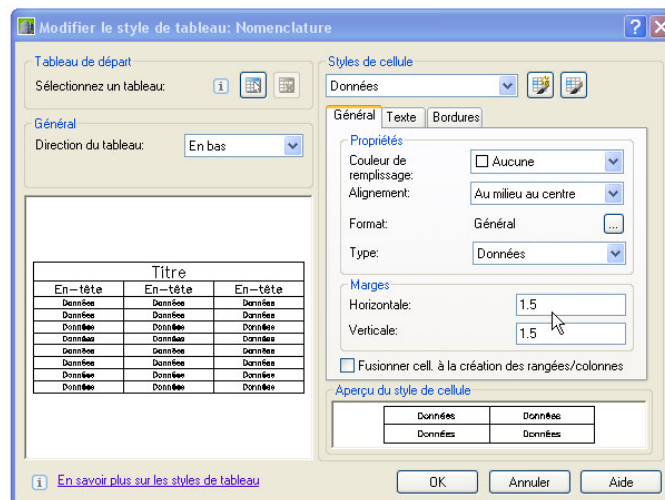 Modifier le style de tableau: Nomenclature
Tableau de départ
Sélectionnez un tableau:
Général
Direction du tableau: En bas
Titre
En-tête En-tête En-tête
Données Données Données
Données Données Données
Données Données Données
Données Données Données
Données Données Données
Données Données Données
Données Données Données
Données Données Données
En savoir plus sur les styles de tableau
Styles de cellule
Données
Général Texte Bordures
Propriétés
Couleur de
remplissage: Aucune
Alignement: Au milieu au centre
Format: Général ...
Type: Données
Marges
Horizontale: 1.5
Verticale: 1.5
Fusionner cell. à la création des rangées/colonnes
Aperçu du style de cellule
Données Données
Données Données
OK Annuler Aide